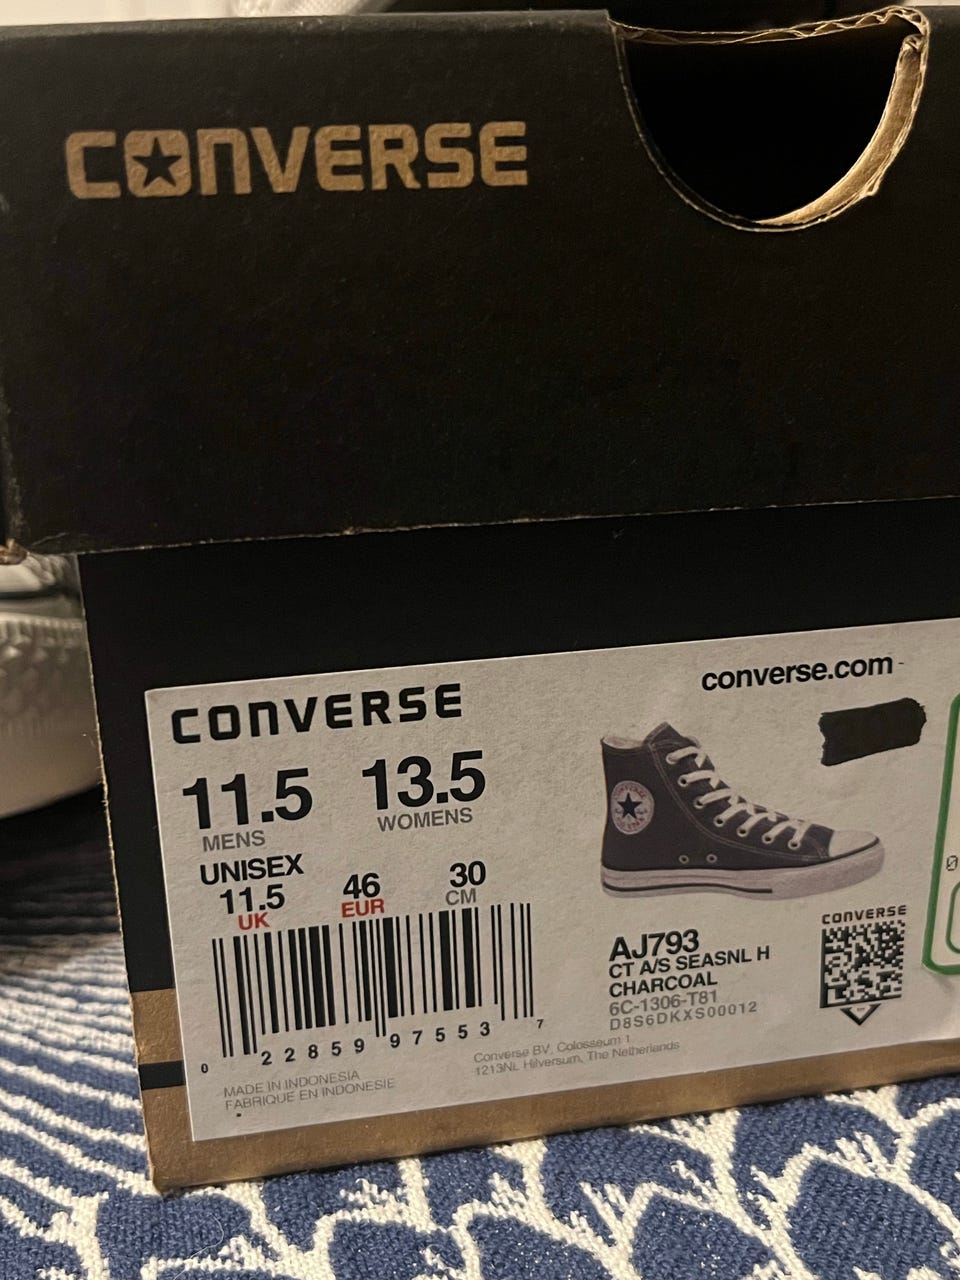 CONVERSE
CONVERSE
converse.com
11.5 13.5
MENS WOMENS
UNISEX
11.5 46 30
UK EUR CM
0 22859 97553 7
MADE IN INDONESIA
FABRIQUE EN INDONESIE
AJ793
CT A/S SEASNL H
CHARCOAL
6C-1306-T81
D8S6DKXS00012
Converse BV, Colosseum 1
1213NL Hilversum, The Netherlands
CONVERSE